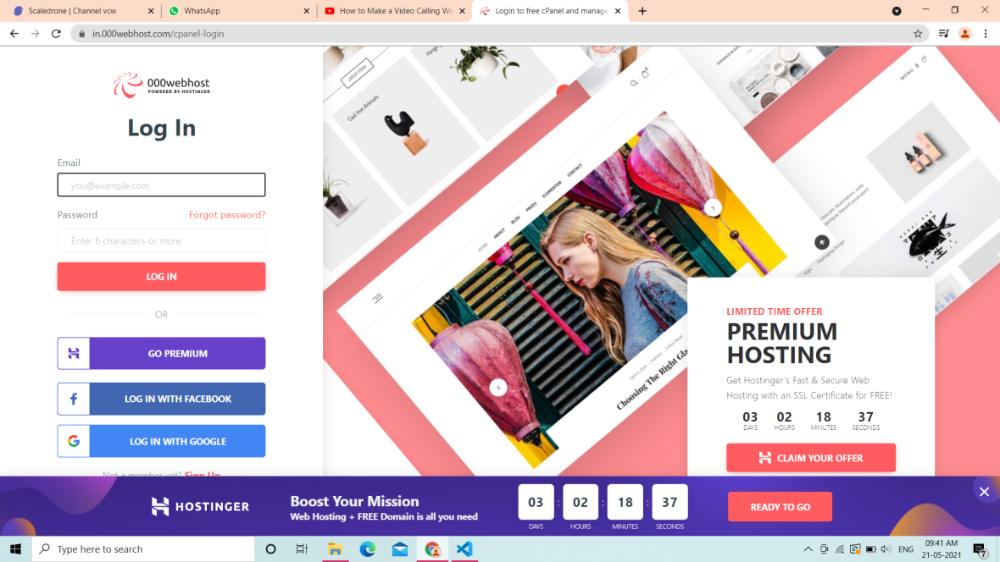 Scaledrone | Channel vcw
WhatsApp
How to Make a Video Calling We
Login to free cPanel and manage
in.000webhost.com/cpanel-login
000webhost
POWERED BY HOSTINGER
Log In
Email
you@example.com
Password
Forgot password?
Enter 6 characters or more
LOG IN
OR
GO PREMIUM
LOG IN WITH FACEBOOK
LOG IN WITH GOOGLE
Not a member yet? Sign Up
LATEST ITEMS
Cast Iron Animals
MENU
HOME ABOUT BLOG PAGES ELEMENTOR CONTACT
Choosing The Right Gla
Packaging Design
LIMITED TIME OFFER
PREMIUM
HOSTING
Get Hostinger's Fast & Secure Web
Hosting with an SSL Certificate for FREE!
03 02 18 37
DAYS HOURS MINUTES SECONDS
CLAIM YOUR OFFER
HOSTINGER
Boost Your Mission
Web Hosting + FREE Domain is all you need
03 : 02 : 18 : 37
DAYS HOURS MINUTES SECONDS
READY TO GO
Type here to search
ENG
09:41 AM
21-05-2021
7